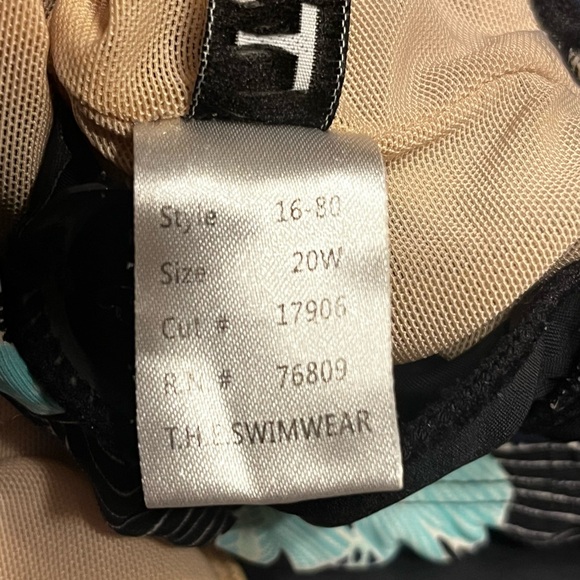 T
Style 16-80
Size 20W
Cut # 17906
R.N. # 76809
T.H.E.SWIMWEAR